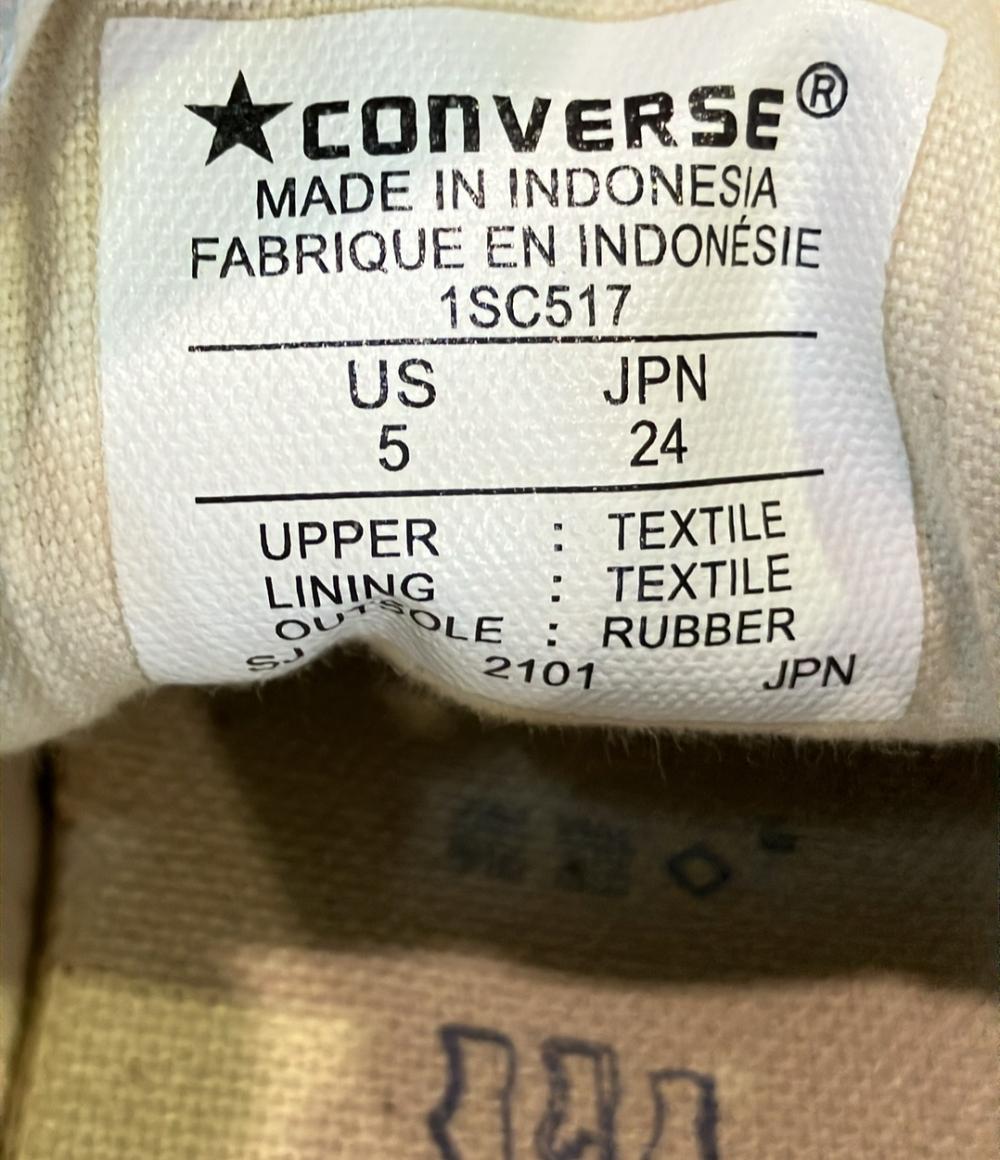 ★CONVERSE®
MADE IN INDONESIA
FABRIQUE EN INDONÉSIE
1SC517
US JPN
5 24
UPPER : TEXTILE
LINING : TEXTILE
OUTSOLE : RUBBER
SJ 2101 JPN